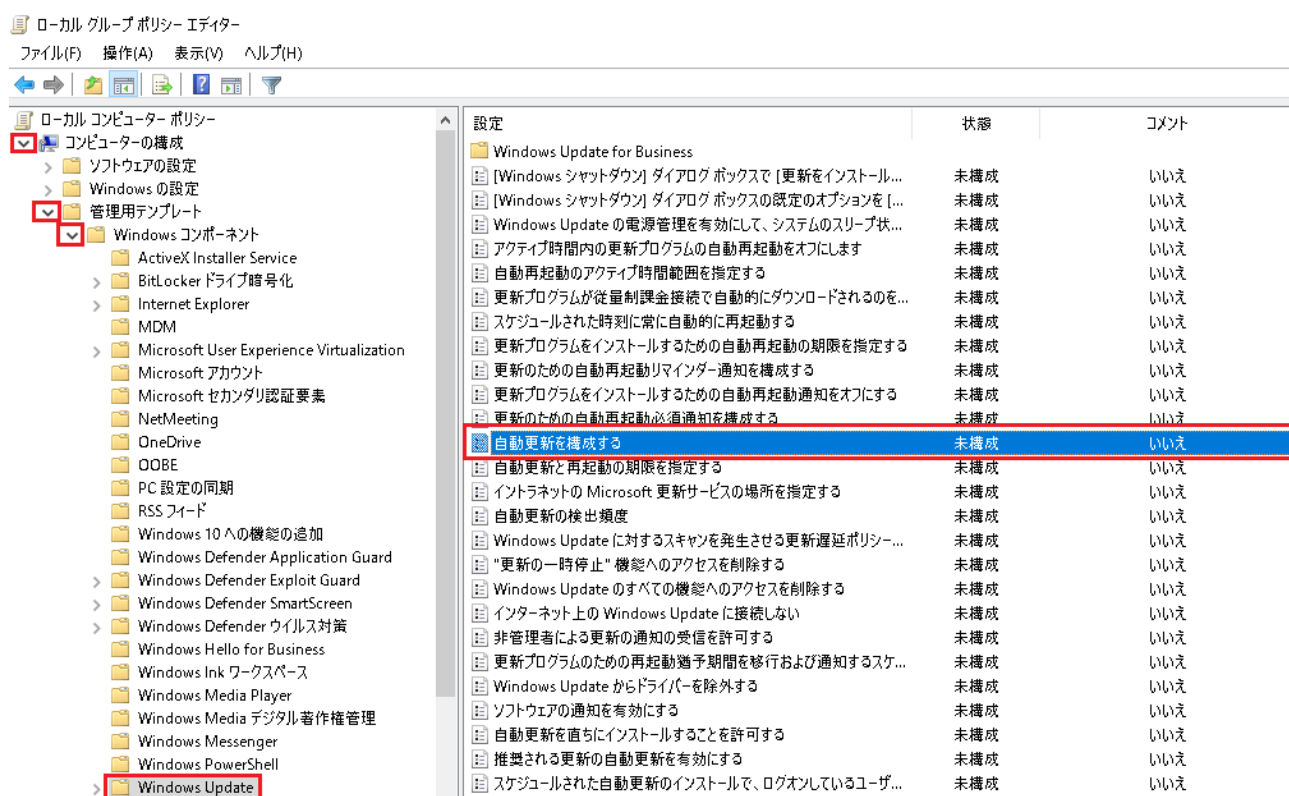 ローカル グループ ポリシー エディター
ファイル(F) 操作(A) 表示(V) ヘルプ(H)
ローカル コンピューター ポリシー
コンピューターの構成
ソフトウェアの設定
Windows の設定
管理用テンプレート
Windows コンポーネント
ActiveX Installer Service
BitLocker ドライブ暗号化
Internet Explorer
MDM
Microsoft User Experience Virtualization
Microsoft アカウント
Microsoft セカンダリ認証要素
NetMeeting
OneDrive
OOBE
PC 設定の同期
RSS フィード
Windows 10 への機能の追加
Windows Defender Application Guard
Windows Defender Exploit Guard
Windows Defender SmartScreen
Windows Defender ウイルス対策
Windows Hello for Business
Windows Ink ワークスペース
Windows Media Player
Windows Media デジタル著作権管理
Windows Messenger
Windows PowerShell
Windows Update
設定 状態 コメント
Windows Update for Business
[Windows シャットダウン] ダイアログ ボックスで [更新をインストール... 未構成 いいえ
[Windows シャットダウン] ダイアログ ボックスの既定のオプションを [... 未構成 いいえ
Windows Update の電源管理を有効にして、システムのスリープ状... 未構成 いいえ
アクティブ時間内の更新プログラムの自動再起動をオフにします 未構成 いいえ
自動再起動のアクティブ時間範囲を指定する 未構成 いいえ
更新プログラムが従量制課金接続で自動的にダウンロードされるのを... 未構成 いいえ
スケジュールされた時刻に常に自動的に再起動する 未構成 いいえ
更新プログラムをインストールするための自動再起動の期限を指定する 未構成 いいえ
更新のための自動再起動リマインダー通知を構成する 未構成 いいえ
更新プログラムをインストールするための自動再起動通知をオフにする 未構成 いいえ
更新のための自動再起動必須通知を構成する 未構成 いいえ
自動更新を構成する 未構成 いいえ
自動更新と再起動の期限を指定する 未構成 いいえ
イントラネットの Microsoft 更新サービスの場所を指定する 未構成 いいえ
自動更新の検出頻度 未構成 いいえ
Windows Update に対するスキャンを発生させる更新遅延ポリシー... 未構成 いいえ
"更新の一時停止" 機能へのアクセスを削除する 未構成 いいえ
Windows Update のすべての機能へのアクセスを削除する 未構成 いいえ
インターネット上の Windows Update に接続しない 未構成 いいえ
非管理者による更新の通知の受信を許可する 未構成 いいえ
更新プログラムのための再起動猶予期間を移行および通知するスケ... 未構成 いいえ
Windows Update からドライバーを除外する 未構成 いいえ
ソフトウェアの通知を有効にする 未構成 いいえ
自動更新を直ちにインストールすることを許可する 未構成 いいえ
推奨される更新の自動更新を有効にする 未構成 いいえ
スケジュールされた自動更新のインストールで、ログオンしているユーザ... 未構成 いいえ